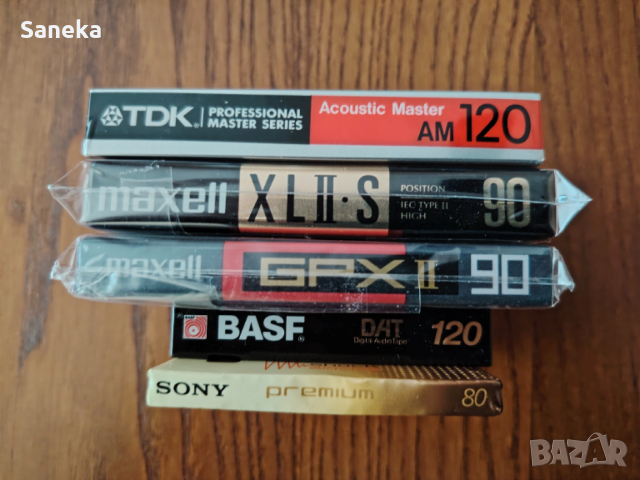 Saneka
TDK® PROFESSIONAL
MASTER SERIES
Acoustic Master
AM 120
maxell XLII·S
POSITION
IEC TYPE II
HIGH
90
maxell GPX II 90
BASF® DAT
Digital Audio Tape
120
SONY premium 80
BAZAR